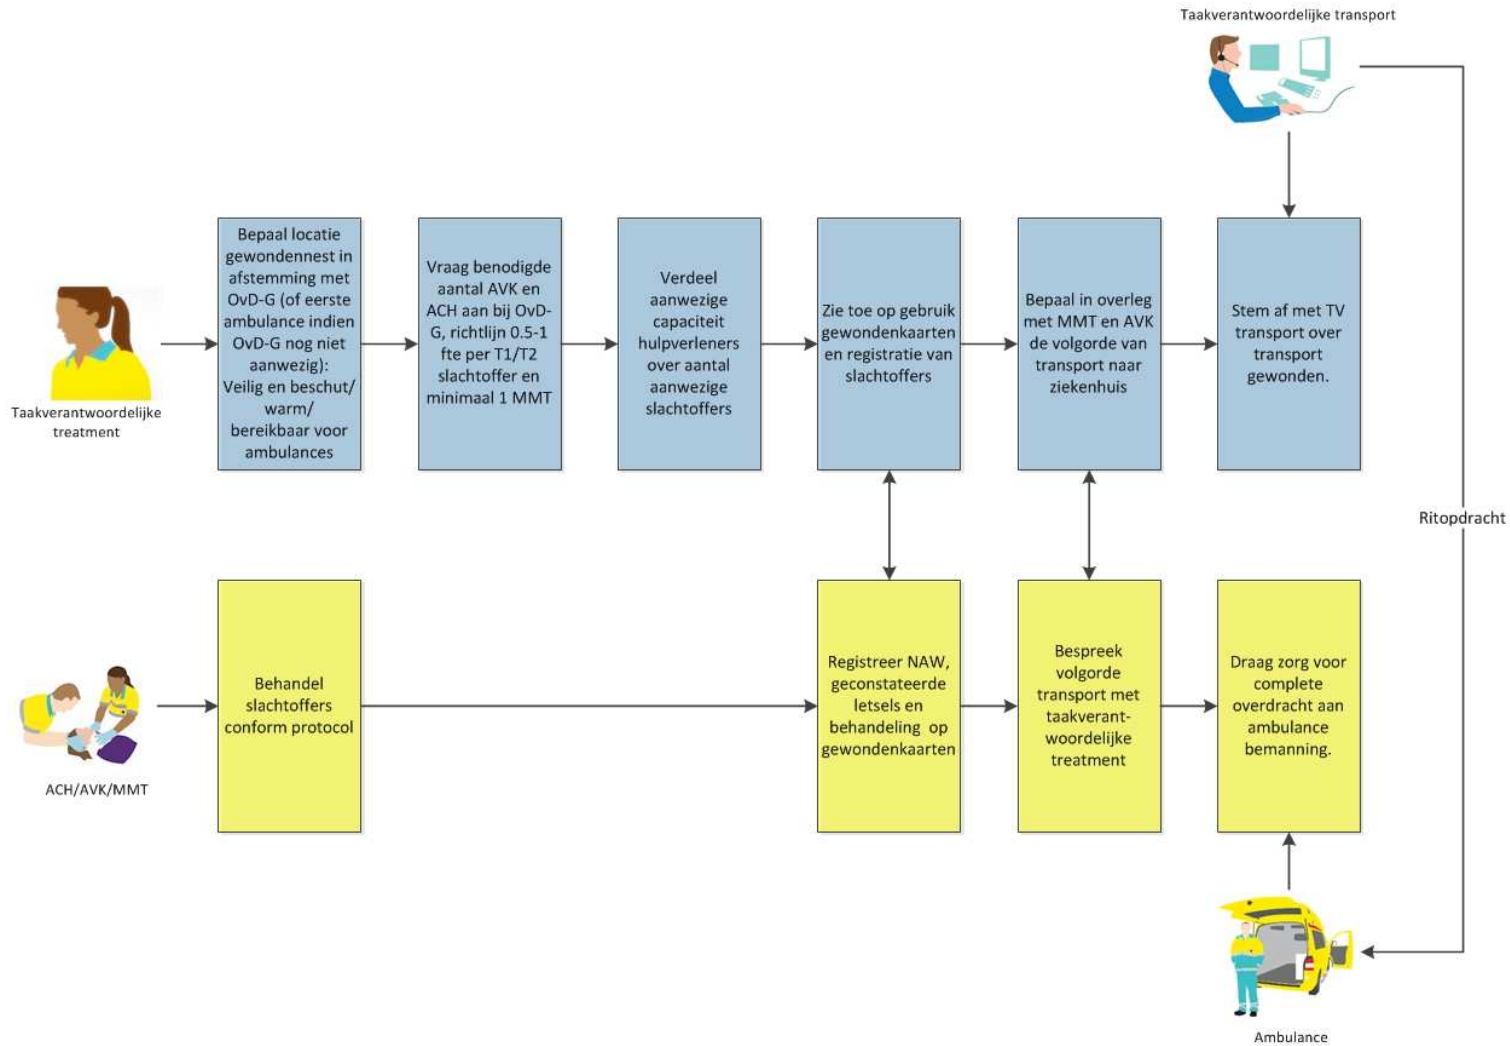 Taakverantwoordelijke transport
Bepaal locatie
gewondennest in
afstemming met
OvD-G (of eerste
ambulance indien
OvD-G nog niet
aanwezig):
Veilig en beschut/
warm/
bereikbaar voor
ambulances
Vraag benodigde
aantal AVK en
ACH aan bij OvD-
G, richtlijn 0.5-1
fte per T1/T2
slachtoffer en
minimaal 1 MMT
Verdeel
aanwezige
capaciteit
hulpverleners
over aantal
aanwezige
slachtoffers
Zie toe op gebruik
gewondenkaarten
en registratie van
slachtoffers
Bepaal in overleg
met MMT en AVK
de volgorde van
transport naar
ziekenhuis
Stem af met TV
transport over
transport
gewonden.
Taakverantwoordelijke
treatment
Ritopdracht
Behandel
slachtoffers
conform protocol
Registreer NAW,
geconstateerde
letsels en
behandeling op
gewondenkaarten
Bespreek
volgorde
transport met
taakverant-
woordelijke
treatment
Draag zorg voor
complete
overdracht aan
ambulance
bemanning.
ACH/AVK/MMT
Ambulance